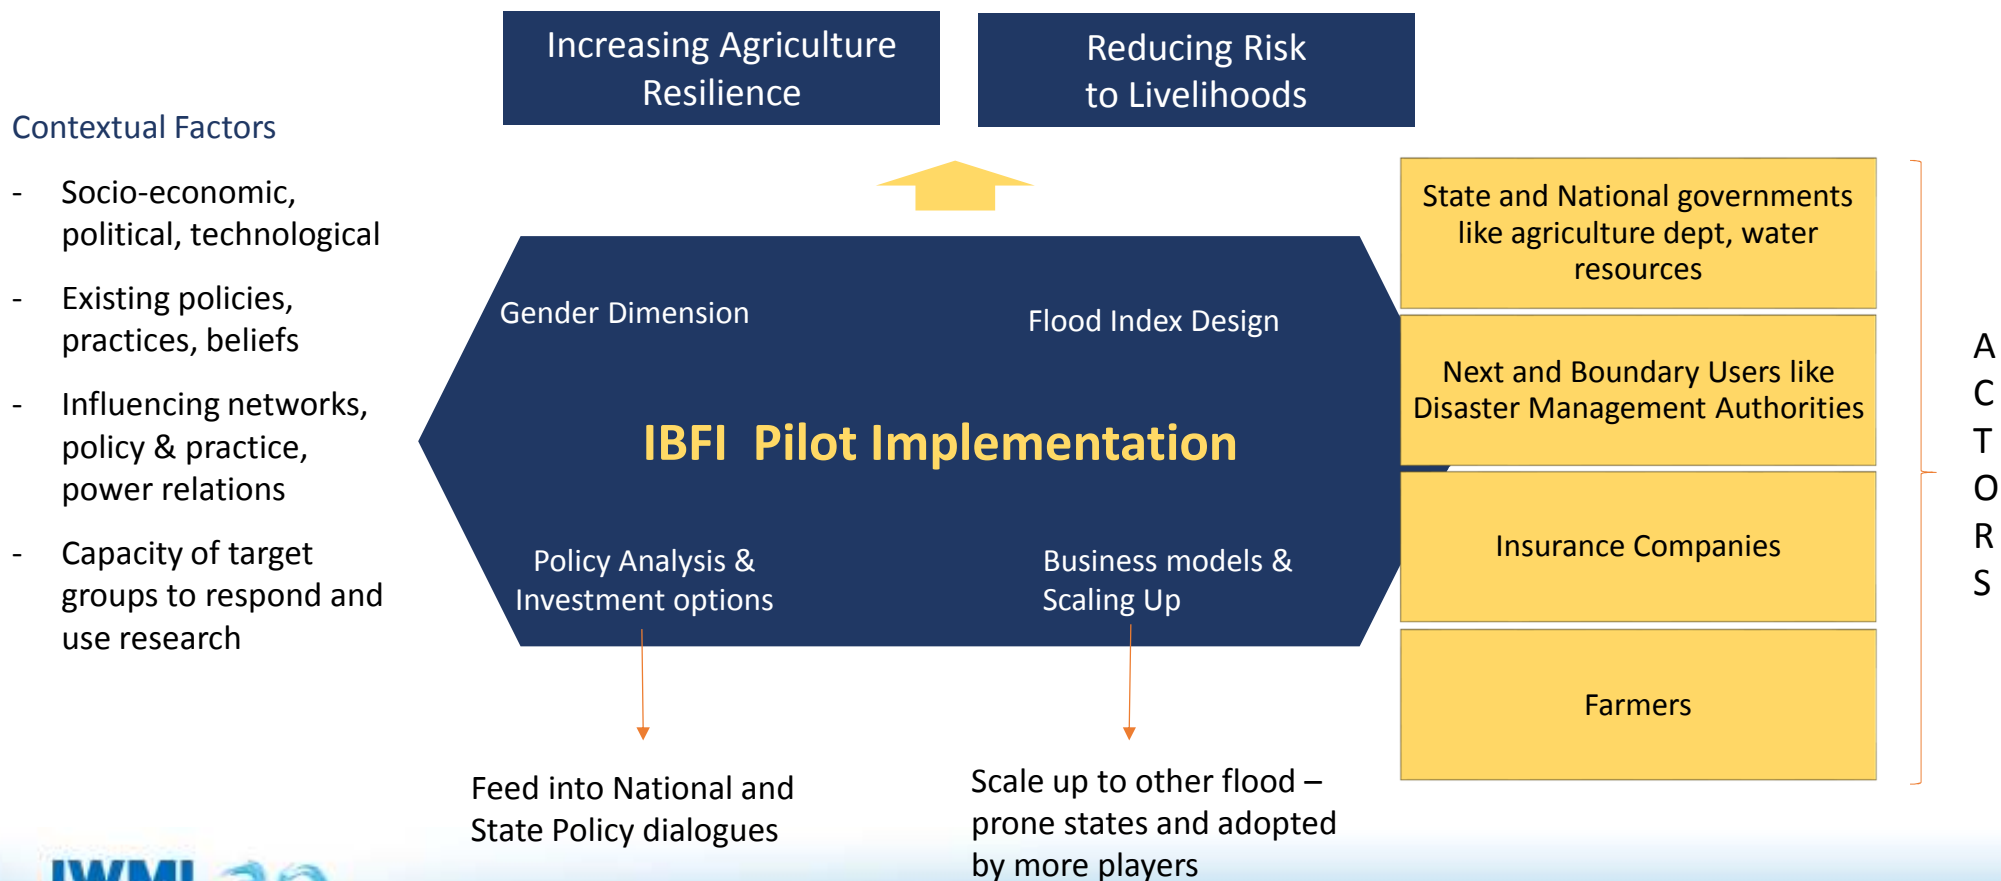 Increasing Agriculture
Resilience
Reducing Risk
to Livelihoods
Contextual Factors
- Socio-economic,
political, technological
- Existing policies,
practices, beliefs
- Influencing networks,
policy & practice,
power relations
- Capacity of target
groups to respond and
use research
Gender Dimension
Flood Index Design
IBFI Pilot Implementation
Policy Analysis &
Investment options
Business models &
Scaling Up
Feed into National and
State Policy dialogues
Scale up to other flood –
prone states and adopted
by more players
State and National governments
like agriculture dept, water
resources
Next and Boundary Users like
Disaster Management Authorities
Insurance Companies
Farmers
A
C
T
O
R
S
IWMI